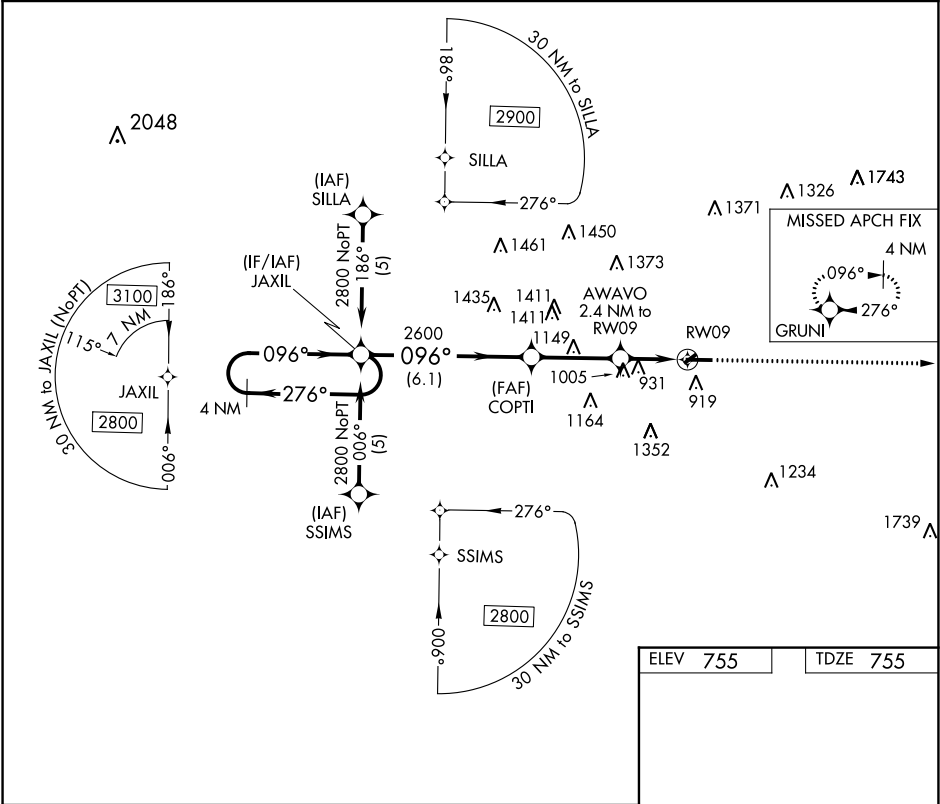 30 NM to SILLA
186°
2900
SILLA
276°
2048
1743
1326
1371
MISSED APCH FIX
4 NM
096°
276°
GRUNI
(IAF)
SILLA
2800 NoPT
186°
(5)
1461
1450
1373
(IF/IAF)
JAXIL
30 NM to JAXIL (NoPT)
3100
186°
115°
7 NM
JAXIL
2800
006°
1435
1411
1411
1149
AWAVO
2.4 NM to
RW09
RW09
2600
096°
096°
(6.1)
276°
4 NM
(FAF)
COPTI
1005
931
919
1164
1352
2800 NoPT
006°
(5)
(IAF)
SSIMS
1234
1739
276°
SSIMS
2800
006°
30 NM to SSIMS
ELEV 755
TDZE 755